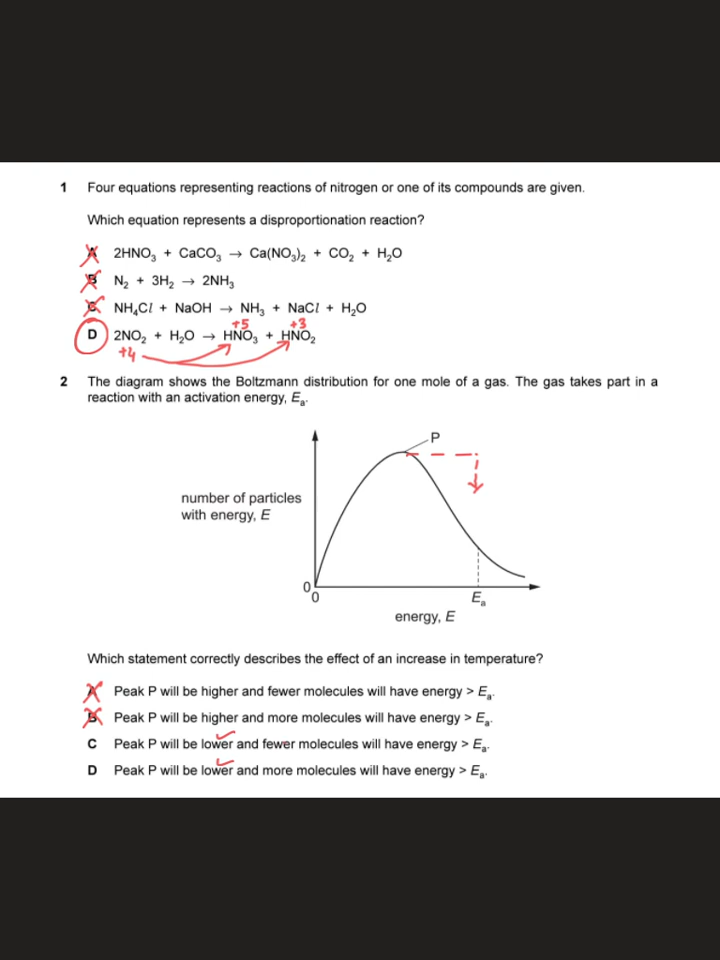 1 Four equations representing reactions of nitrogen or one of its compounds are given.
Which equation represents a disproportionation reaction?
A 2HNO₃ + CaCO₃ → Ca(NO₃)₂ + CO₂ + H₂O
B N₂ + 3H₂ → 2NH₃
C NH₄Cl + NaOH → NH₃ + NaCl + H₂O
+5 +3
D 2NO₂ + H₂O → HNO₃ + HNO₂
+4
2 The diagram shows the Boltzmann distribution for one mole of a gas. The gas takes part in a
reaction with an activation energy, Eₐ.
P
number of particles
with energy, E
0
0 Eₐ
energy, E
Which statement correctly describes the effect of an increase in temperature?
A Peak P will be higher and fewer molecules will have energy > Eₐ.
B Peak P will be higher and more molecules will have energy > Eₐ.
C Peak P will be lower and fewer molecules will have energy > Eₐ.
D Peak P will be lower and more molecules will have energy > Eₐ.